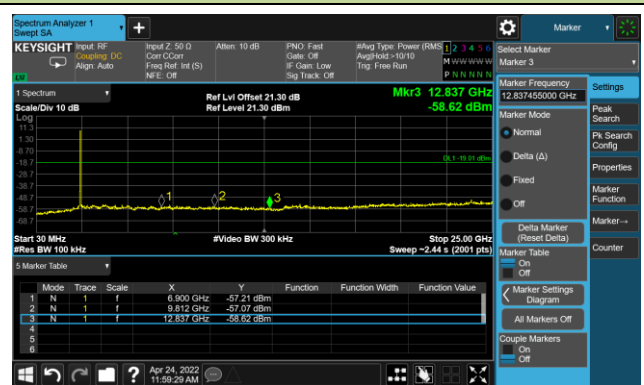 Spectrum Analyzer 1
Swept SA
+
Marker
KEYSIGHT Input: RF Input Z: 50 Ω Atten: 10 dB PNO: Fast #Avg Type: Power (RMS 1 2 3 4 5 6
Coupling: DC Corr CCorr Gate: Off Avg|Hold:>10/10 M W W W W W
Align: Auto Freq Ref: Int (S) IF Gain: Low Trig: Free Run
NFE: Off Sig Track: Off P N N N N N
LXI
Select Marker
Marker 3
1 Spectrum
Scale/Div 10 dB
Ref Lvl Offset 21.30 dB
Ref Level 21.30 dBm
Mkr3 12.837 GHz
-58.62 dBm
Log
11.3
1.30
-8.70
-18.7
-28.7
-38.7
-48.7
-58.7
-68.7
DL1 -19.01 dBm
1
2
3
Start 30 MHz #Video BW 300 kHz Stop 25.00 GHz
#Res BW 100 kHz Sweep ~2.44 s (2001 pts)
5 Marker Table
Mode Trace Scale X Y Function Function Width Function Value
1 N 1 f 6.900 GHz -57.21 dBm
2 N 1 f 9.812 GHz -57.07 dBm
3 N 1 f 12.837 GHz -58.62 dBm
4
5
6
Marker Frequency
12.837455000 GHz
Marker Mode
Normal
Delta (Δ)
Fixed
Off
Delta Marker
(Reset Delta)
Marker Table
On
Off
Marker Settings
Diagram
All Markers Off
Couple Markers
On
Off
Settings
Peak
Search
Pk Search
Config
Properties
Marker
Function
Marker→
Counter
?
Apr 24, 2022
11:59:29 AM